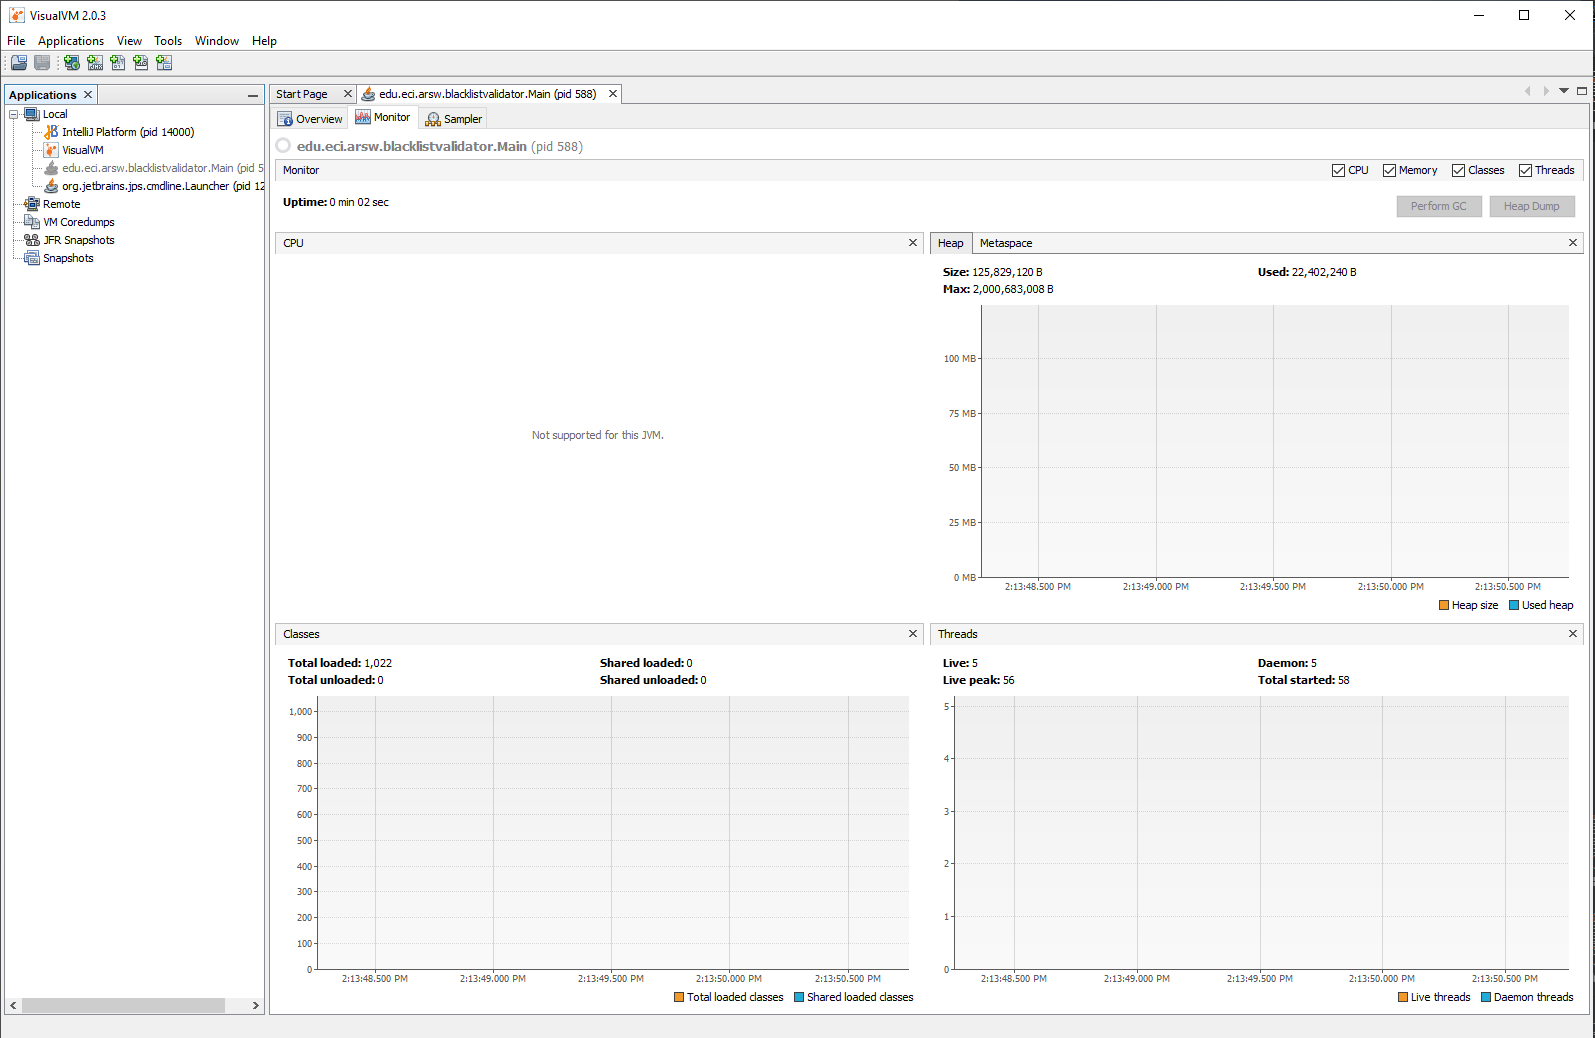 VisualVM 2.0.3
File Applications View Tools Window Help
Applications
Local
IntelliJ Platform (pid 14000)
VisualVM
edu.eci.arsw.blacklistvalidator.Main (pid 5
org.jetbrains.jps.cmdline.Launcher (pid 12
Remote
VM Coredumps
JFR Snapshots
Snapshots
Start Page edu.eci.arsw.blacklistvalidator.Main (pid 588)
Overview Monitor Sampler
edu.eci.arsw.blacklistvalidator.Main (pid 588)
Monitor CPU Memory Classes Threads
Uptime: 0 min 02 sec
Perform GC Heap Dump
CPU
Not supported for this JVM.
Heap Metaspace
Size: 125,829,120 B Used: 22,402,240 B
Max: 2,000,683,008 B
100 MB
75 MB
50 MB
25 MB
0 MB
2:13:48.500 PM 2:13:49.000 PM 2:13:49.500 PM 2:13:50.000 PM 2:13:50.500 PM
Heap size Used heap
Classes
Total loaded: 1,022 Shared loaded: 0
Total unloaded: 0 Shared unloaded: 0
1,000
900
800
700
600
500
400
300
200
100
0
2:13:48.500 PM 2:13:49.000 PM 2:13:49.500 PM 2:13:50.000 PM 2:13:50.500 PM
Total loaded classes Shared loaded classes
Threads
Live: 5 Daemon: 5
Live peak: 56 Total started: 58
5
4
3
2
1
0
2:13:48.500 PM 2:13:49.000 PM 2:13:49.500 PM 2:13:50.000 PM 2:13:50.500 PM
Live threads Daemon threads